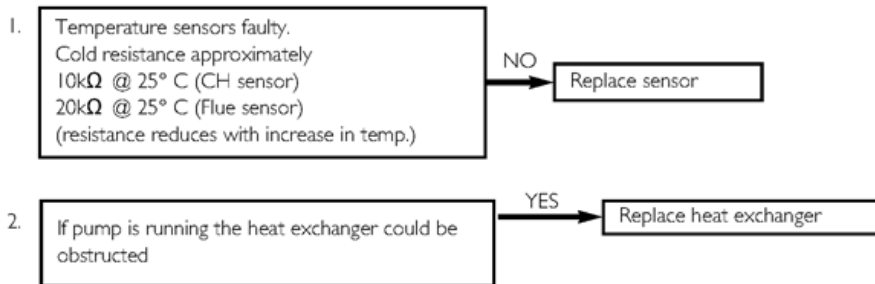 1.
Temperature sensors faulty.
Cold resistance approximately
10kΩ @ 25° C (CH sensor)
20kΩ @ 25° C (Flue sensor)
(resistance reduces with increase in temp.)
NO
Replace sensor
2.
If pump is running the heat exchanger could be
obstructed
YES
Replace heat exchanger